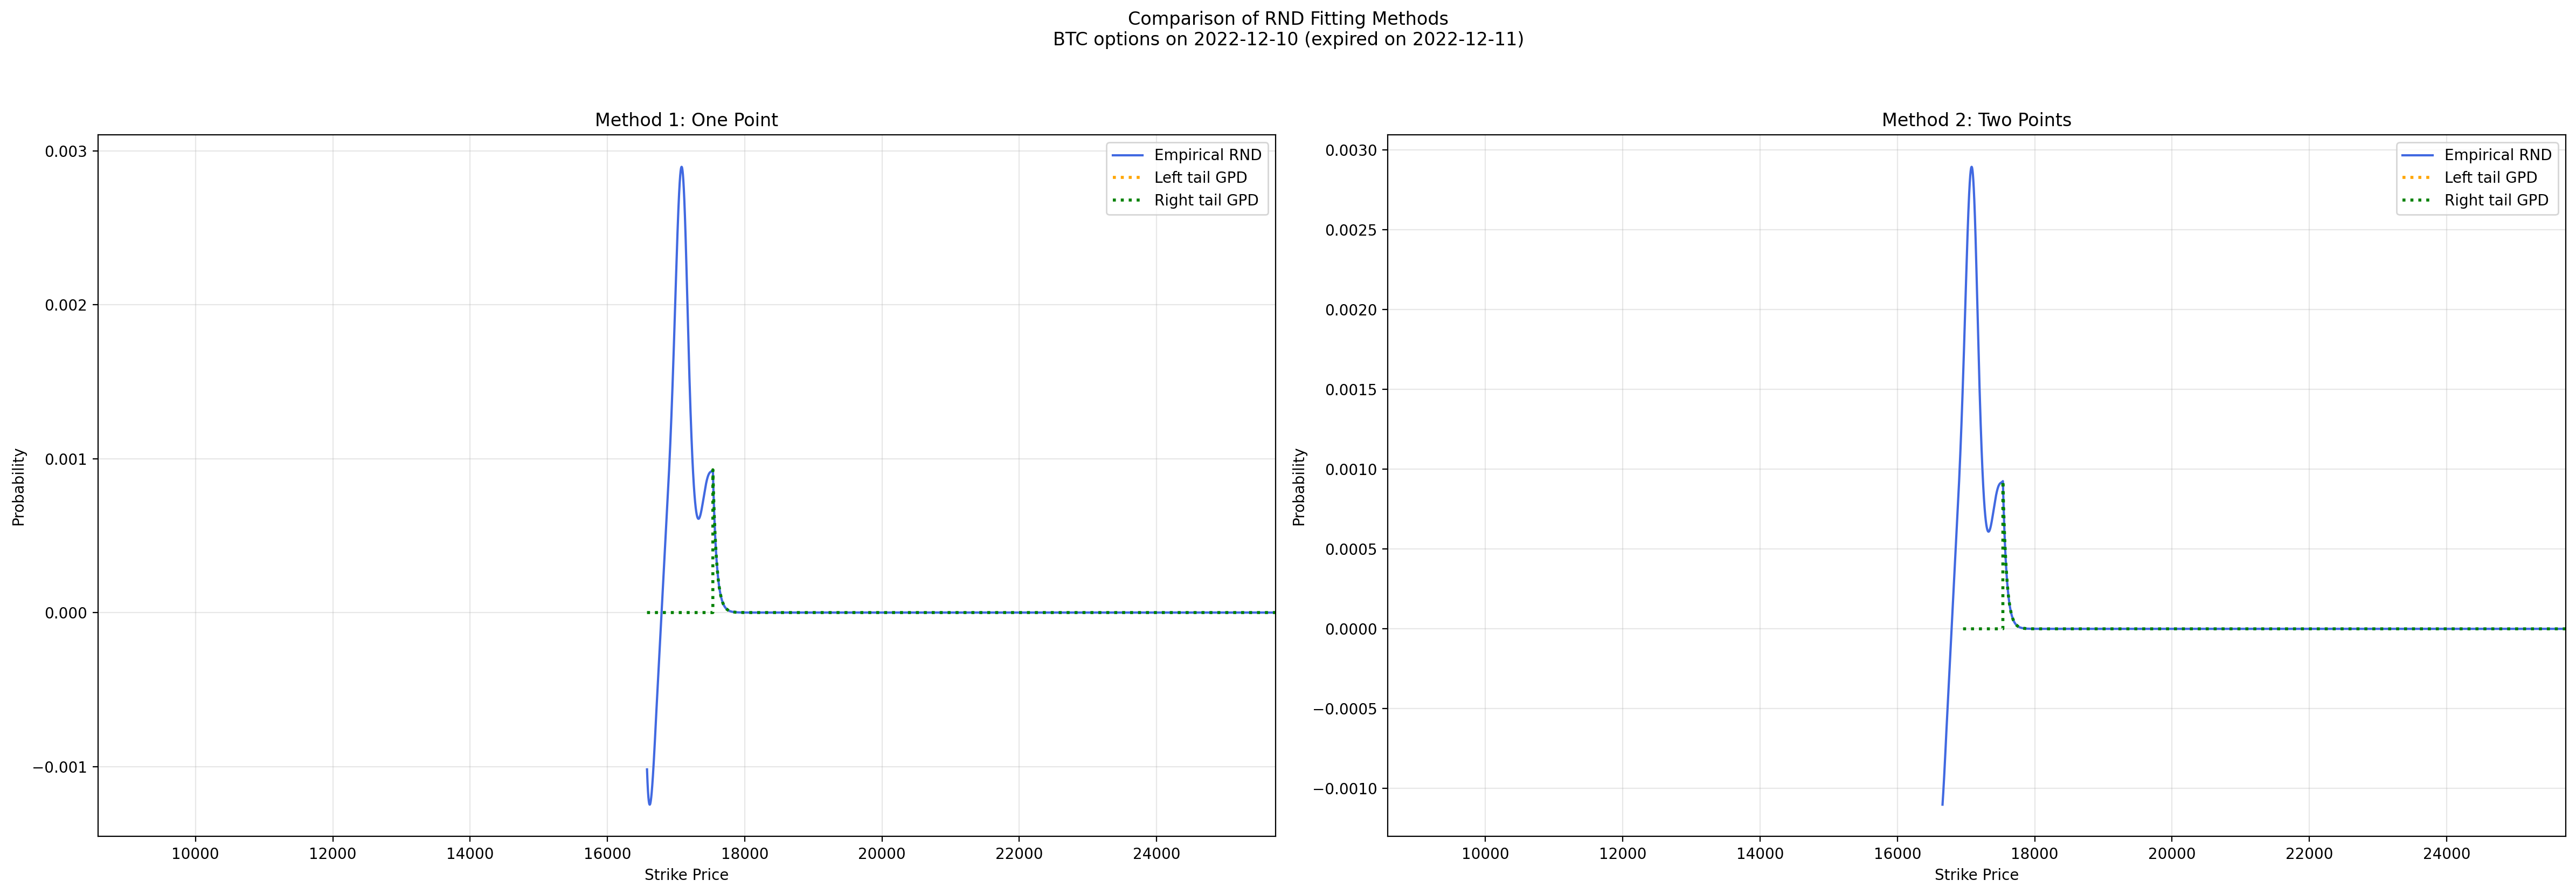 Comparison of RND Fitting Methods
BTC options on 2022-12-10 (expired on 2022-12-11)
Method 1: One Point
Empirical RND
Left tail GPD
Right tail GPD
0.003
0.002
0.001
0.000
−0.001
Probability
10000 12000 14000 16000 18000 20000 22000 24000
Strike Price
Method 2: Two Points
Empirical RND
Left tail GPD
Right tail GPD
0.0030
0.0025
0.0020
0.0015
0.0010
0.0005
0.0000
−0.0005
−0.0010
Probability
10000 12000 14000 16000 18000 20000 22000 24000
Strike Price